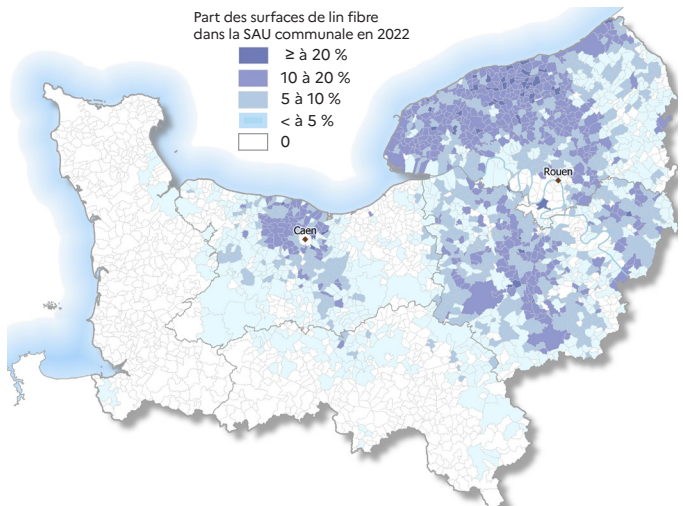 Part des surfaces de lin fibre
dans la SAU communale en 2022
≥ à 20 %
10 à 20 %
5 à 10 %
< à 5 %
0
Rouen
Caen